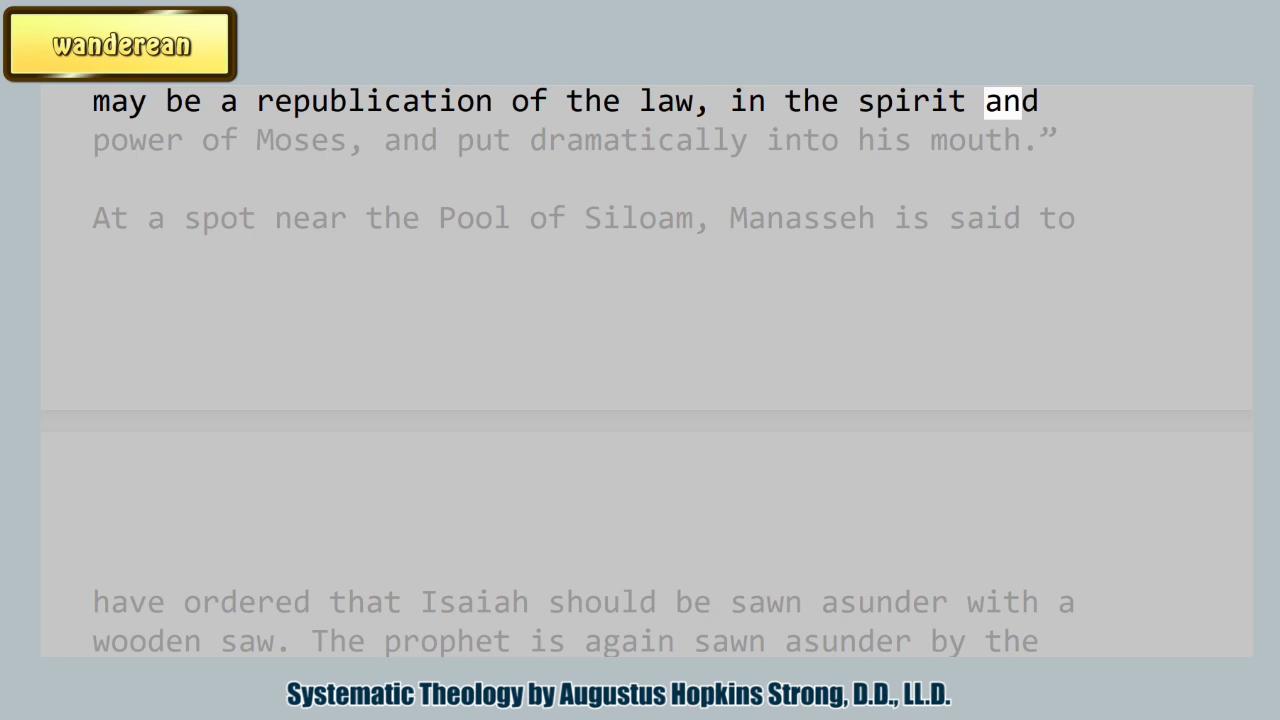 wanderean
may be a republication of the law, in the spirit and
power of Moses, and put dramatically into his mouth.”
At a spot near the Pool of Siloam, Manasseh is said to
have ordered that Isaiah should be sawn asunder with a
wooden saw. The prophet is again sawn asunder by the
Systematic Theology by Augustus Hopkins Strong, D.D., LL.D.